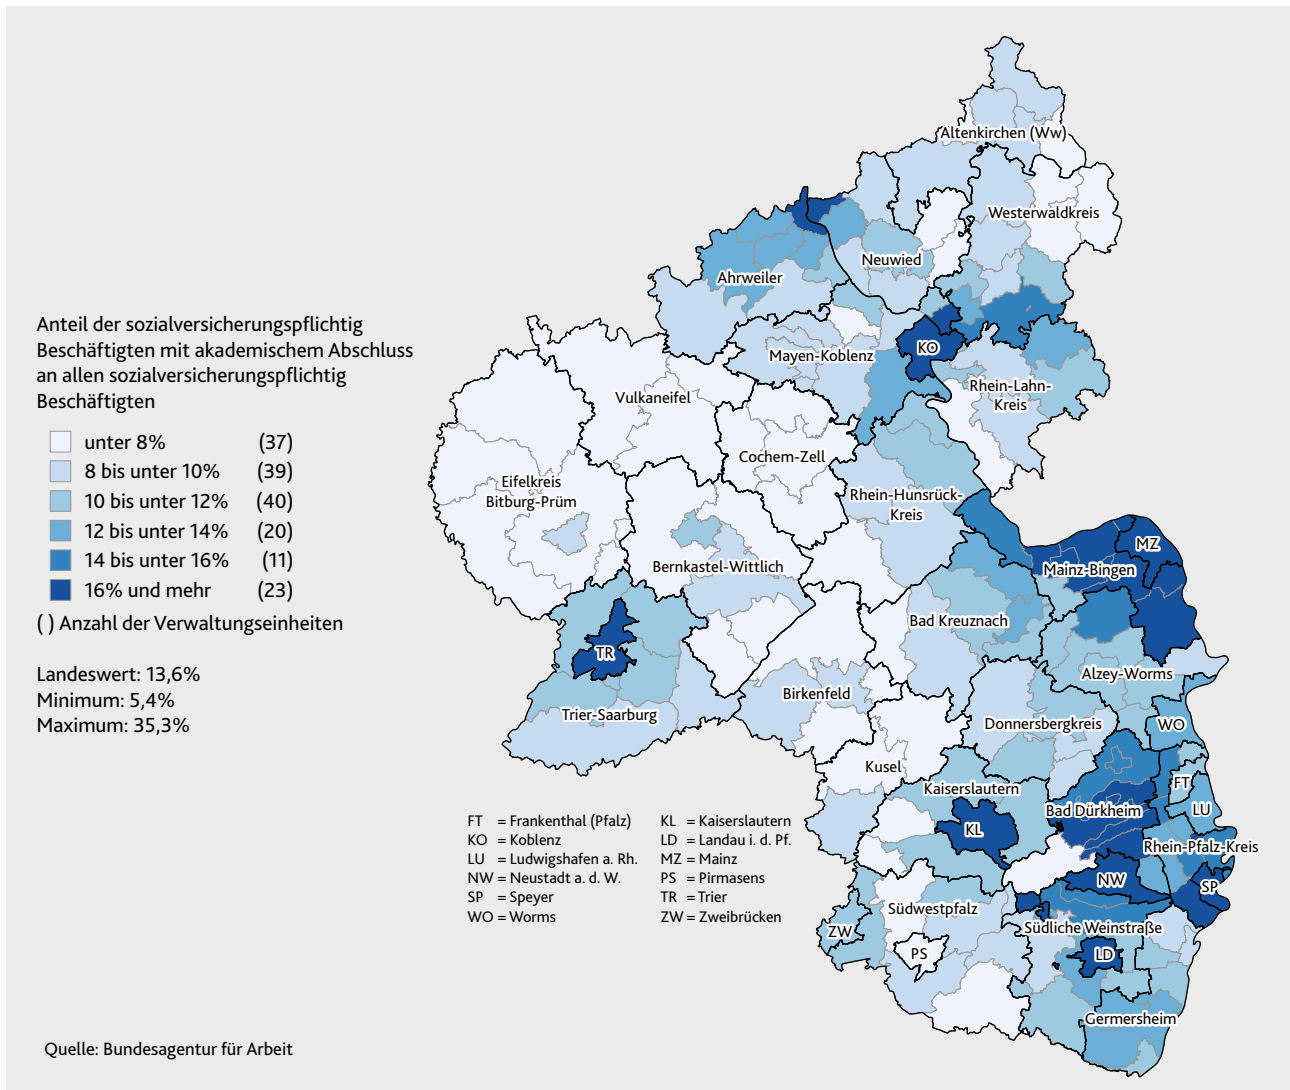 Altenkirchen (Ww)
Westerwaldkreis
Neuwied
Ahrweiler
Anteil der sozialversicherungspflichtig
Beschäftigten mit akademischem Abschluss
an allen sozialversicherungspflichtig
Beschäftigten
unter 8% (37)
8 bis unter 10% (39)
10 bis unter 12% (40)
12 bis unter 14% (20)
14 bis unter 16% (11)
16% und mehr (23)
( ) Anzahl der Verwaltungseinheiten
Landeswert: 13,6%
Minimum: 5,4%
Maximum: 35,3%
KO
Mayen-Koblenz
Rhein-Lahn-
Kreis
Vulkaneifel
Cochem-Zell
Eifelkreis
Bitburg-Prüm
Rhein-Hunsrück-
Kreis
MZ
Mainz-Bingen
Bernkastel-Wittlich
Bad Kreuznach
TR
Alzey-Worms
Birkenfeld
Trier-Saarburg
Donnersbergkreis
WO
Kusel
FT
Kaiserslautern
Bad Dürkheim
LU
KL
Rhein-Pfalz-Kreis
NW
SP
Südwestpfalz
Südliche Weinstraße
ZW
PS
LD
Germersheim
FT = Frankenthal (Pfalz)
KO = Koblenz
LU = Ludwigshafen a. Rh.
NW = Neustadt a. d. W.
SP = Speyer
WO = Worms
KL = Kaiserslautern
LD = Landau i. d. Pf.
MZ = Mainz
PS = Pirmasens
TR = Trier
ZW = Zweibrücken
Quelle: Bundesagentur für Arbeit